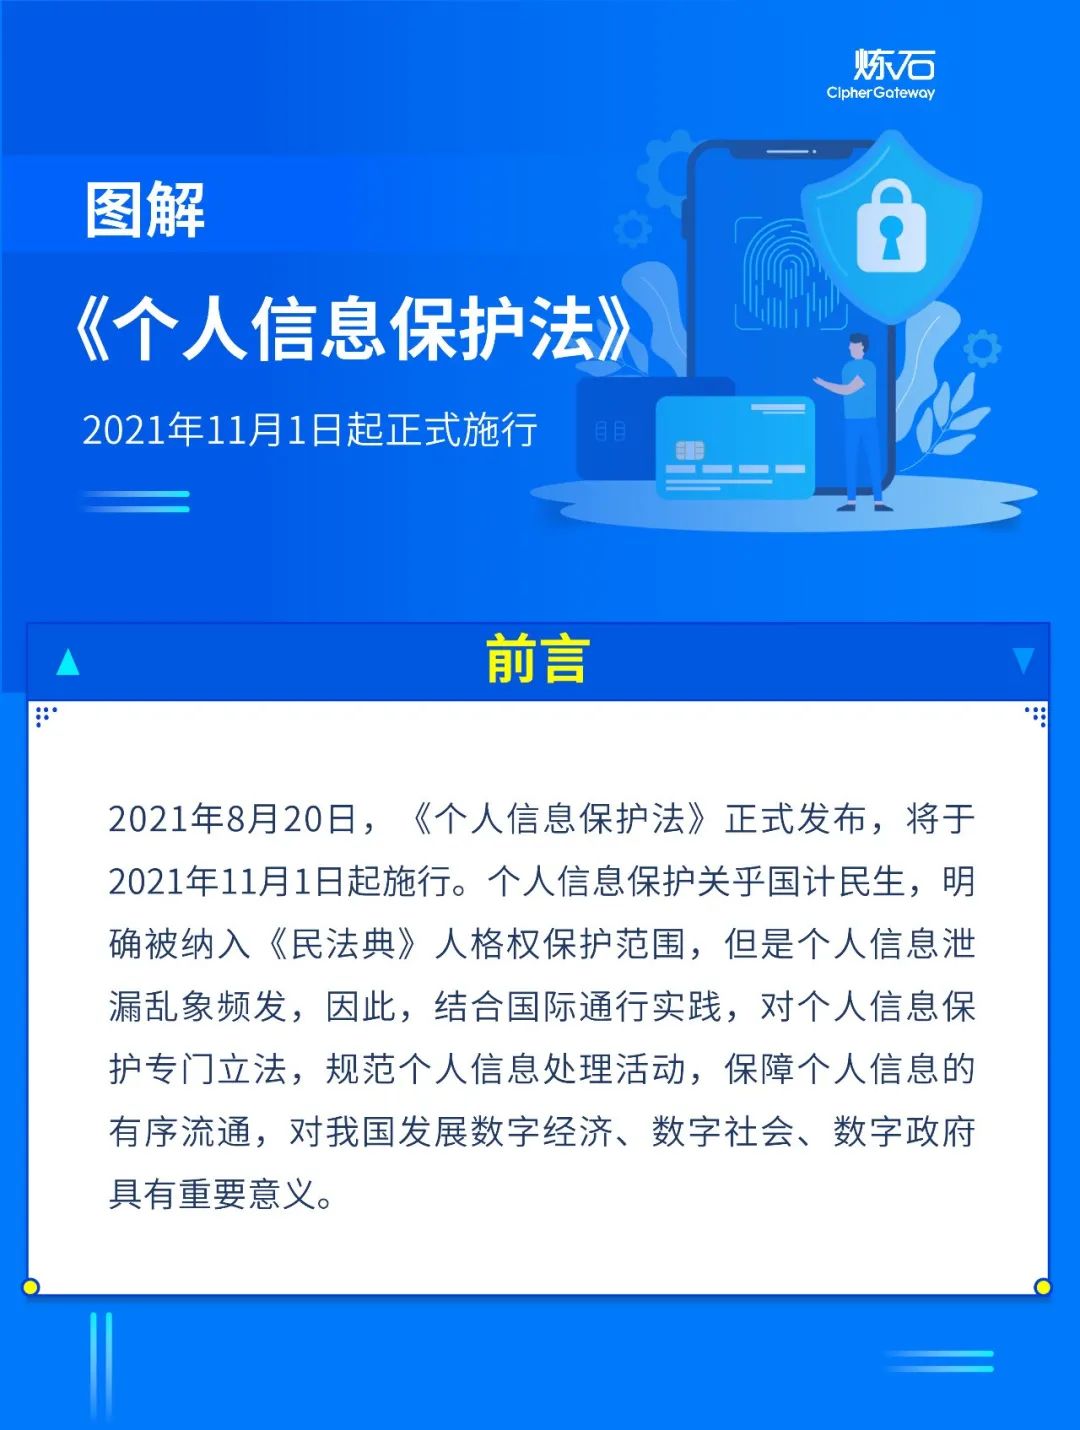 炼石
CipherGateway
图解
《个人信息保护法》
2021年11月1日起正式施行
前言
2021年8月20日，《个人信息保护法》正式发布，将于
2021年11月1日起施行。个人信息保护关乎国计民生，明
确被纳入《民法典》人格权保护范围，但是个人信息泄
漏乱象频发，因此，结合国际通行实践，对个人信息保
护专门立法，规范个人信息处理活动，保障个人信息的
有序流通，对我国发展数字经济、数字社会、数字政府
具有重要意义。